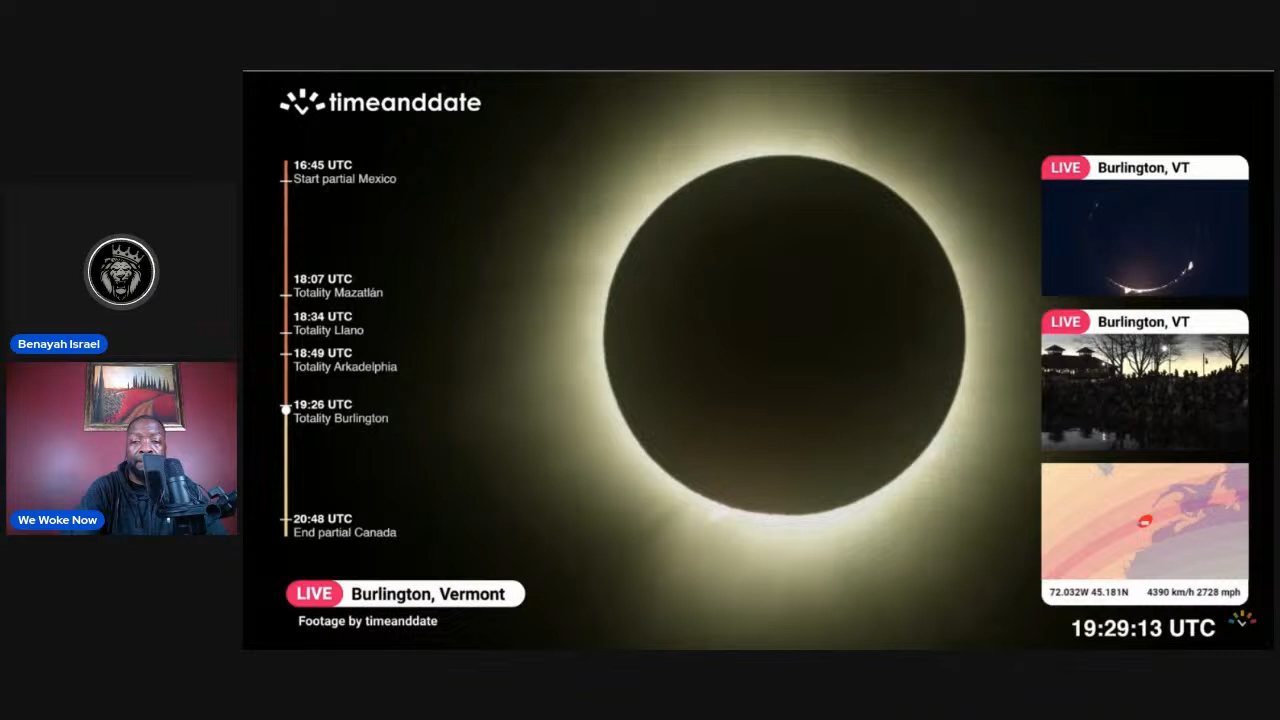 timeanddate
16:45 UTC
Start partial Mexico
18:07 UTC
Totality Mazatlán
18:34 UTC
Totality Llano
18:49 UTC
Totality Arkadelphia
19:26 UTC
Totality Burlington
20:48 UTC
End partial Canada
LIVE Burlington, Vermont
Footage by timeanddate
LIVE Burlington, VT
LIVE Burlington, VT
72.032W 45.181N 4390 km/h 2728 mph
19:29:13 UTC
Benayah Israel
We Woke Now